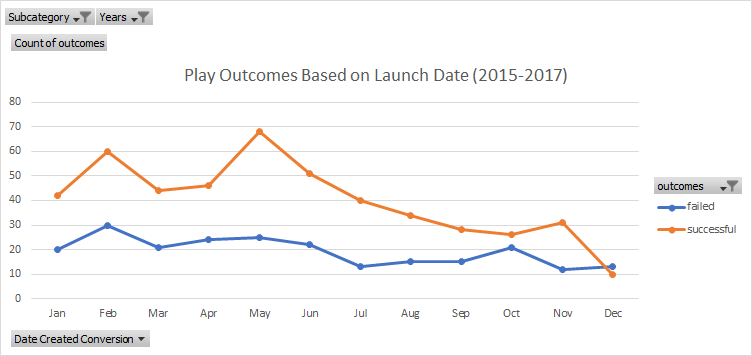 Subcategory Years
Count of outcomes
Play Outcomes Based on Launch Date (2015-2017)
80
70
60
50
40
30
20
10
0
Jan Feb Mar Apr May Jun Jul Aug Sep Oct Nov Dec
outcomes
failed
successful
Date Created Conversion